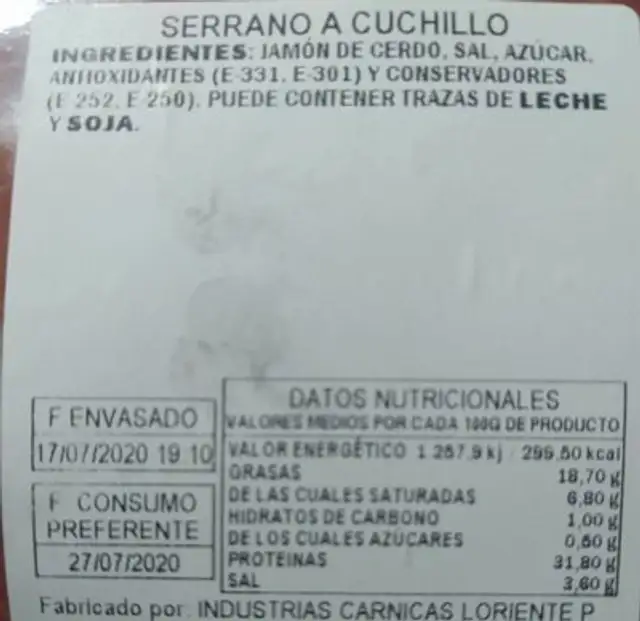 SERRANO A CUCHILLO
INGREDIENTES: JAMÓN DE CERDO, SAL, AZÚCAR,
ANTIOXIDANTES (E-331, E-301) Y CONSERVADORES
(E-252, E-250). PUEDE CONTENER TRAZAS DE LECHE
Y SOJA.
F ENVASADO
17/07/2020 19 10
F CONSUMO
PREFERENTE
27/07/2020
DATOS NUTRICIONALES
VALORES MEDIOS POR CADA 100G DE PRODUCTO
VALOR ENERGÉTICO 1.257,9 kj 299,50 kcal
GRASAS 18,70 g
DE LAS CUALES SATURADAS 6,80 g
HIDRATOS DE CARBONO 1,00 g
DE LOS CUALES AZÚCARES 0,50 g
PROTEINAS 31,80 g
SAL 3,60 g
Fabricado por: INDUSTRIAS CARNICAS LORIENTE P